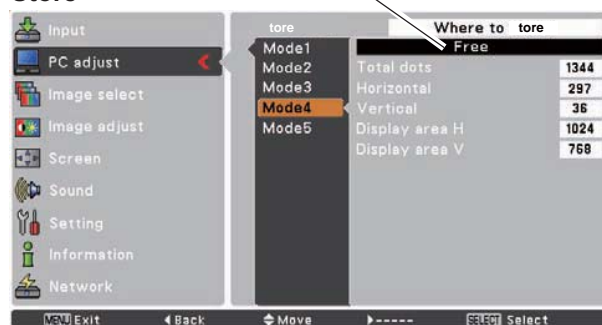 Store
Input
PC adjust
Image select
Image adjust
Screen
Sound
Setting
Information
Network
tore
Mode1
Mode2
Mode3
Mode4
Mode5
Where to tore
Free
Total dots 1344
Horizontal 297
Vertical 36
Display area H 1024
Display area V 768
MENU Exit
Back
Move
-----
SELECT Select